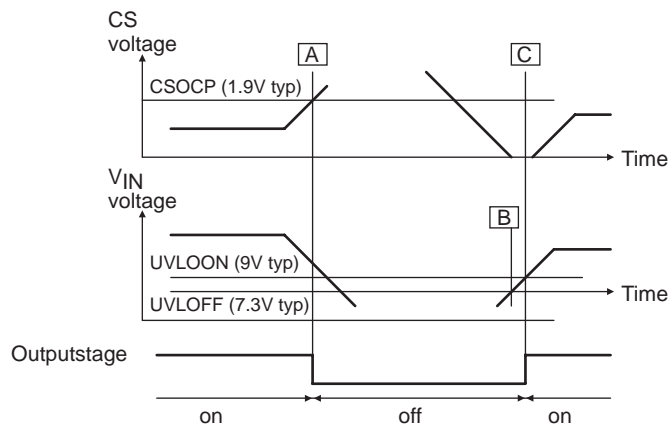 CS
voltage
A
C
CSOCP (1.9V typ)
Time
VIN
voltage
B
UVLOON (9V typ)
Time
UVLOFF (7.3V typ)
Outputstage
on
off
on